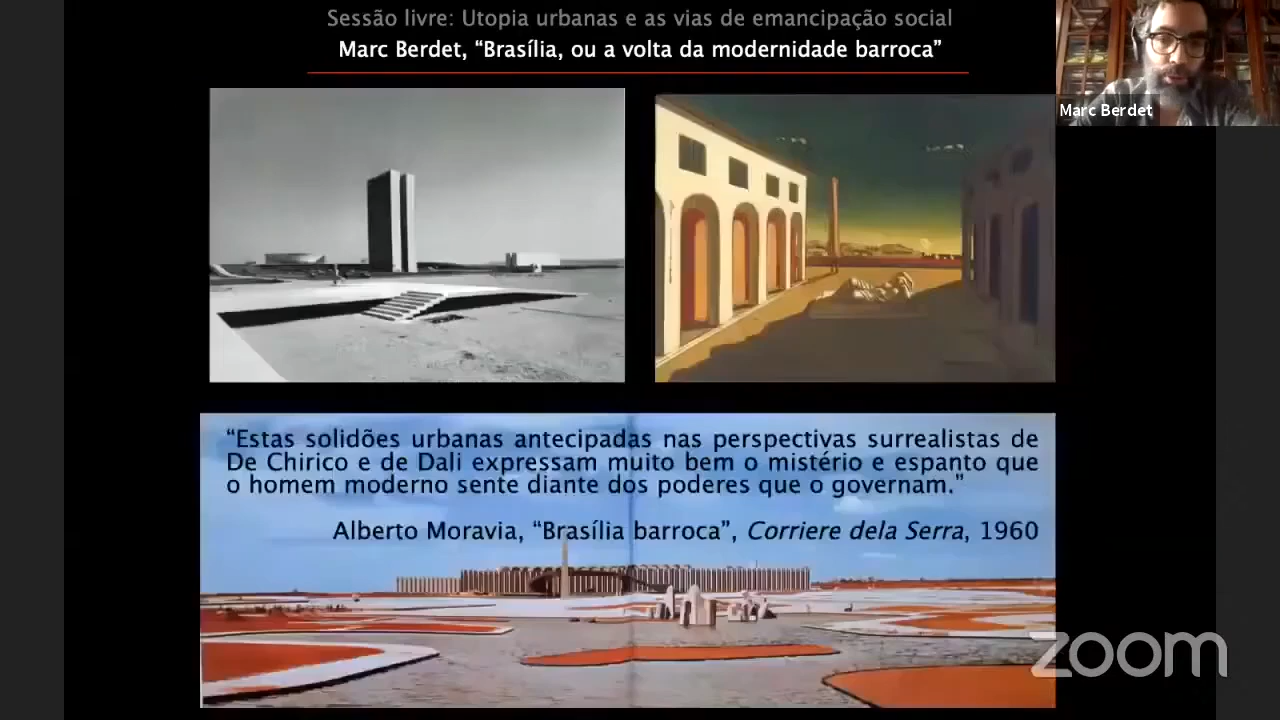 Sessão livre: Utopia urbanas e as vias de emancipação social
Marc Berdet, “Brasília, ou a volta da modernidade barroca”
Marc Berdet
“Estas solidões urbanas antecipadas nas perspectivas surrealistas de
De Chirico e de Dali expressam muito bem o mistério e espanto que
o homem moderno sente diante dos poderes que o governam.”
Alberto Moravia, “Brasília barroca”, Corriere dela Serra, 1960
zoom